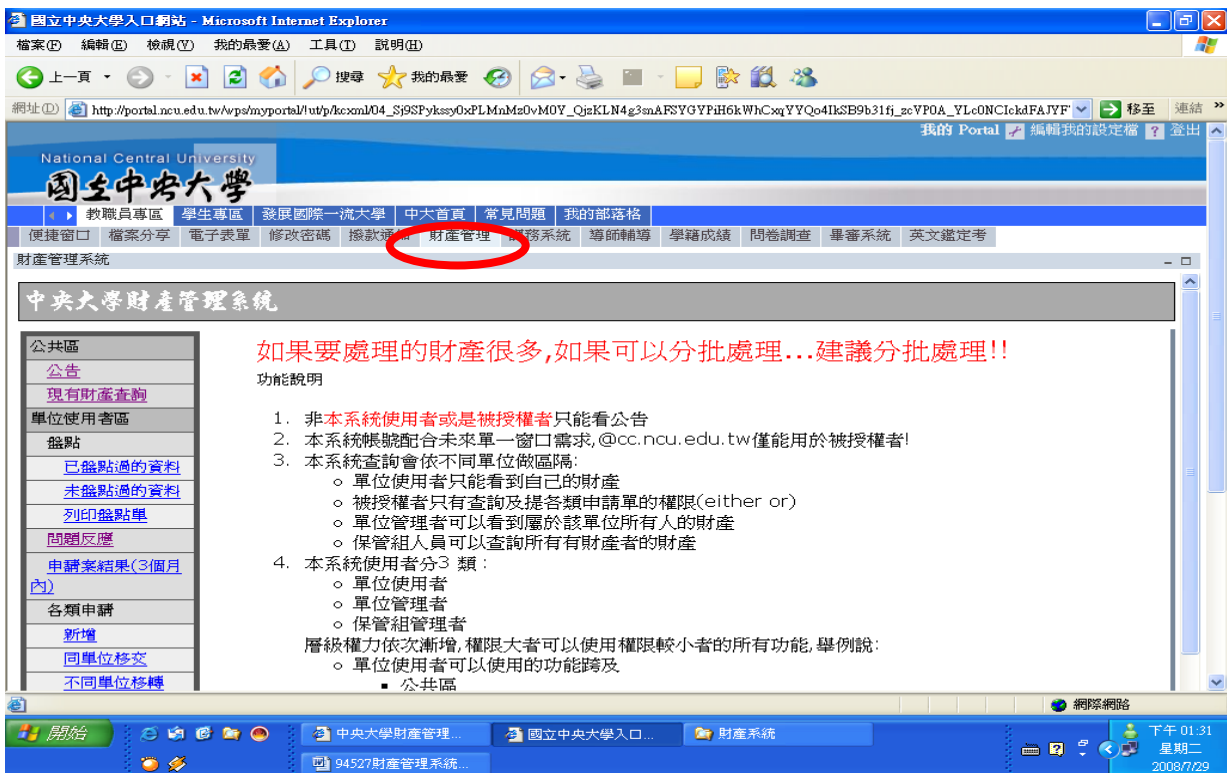 國立中央大學入口網站 - Microsoft Internet Explorer
檔案(F) 編輯(E) 檢視(V) 我的最愛(A) 工具(T) 說明(H)
上一頁 搜尋 我的最愛
網址(D) 移至 連結 »
我的 Portal 編輯我的設定檔 ? 登出
National Central University
國立中央大學
教職員專區 學生專區 發展國際一流大學 中大首頁 常見問題 我的部落格
便捷窗口 檔案分享 電子表單 修改密碼 撥款通知 財產管理 課務系統 導師輔導 學籍成績 問卷調查 畢審系統 英文鑑定考
財產管理系統
中央大學財產管理系統
公共區
公告
現有財產查詢
單位使用者區
盤點
已盤點過的資料
未盤點過的資料
列印盤點單
問題反應
申請案結果(3個月
內)
各類申請
新增
同單位移交
不同單位移轉
如果要處理的財產很多,如果可以分批處理...建議分批處理!!
功能說明
1. 非本系統使用者或是被授權者只能看公告
2. 本系統帳號配合未來單一窗口需求,@cc.ncu.edu.tw僅能用於被授權者!
3. 本系統查詢會依不同單位做區隔:
單位使用者只能看到自己的財產
被授權者只有查詢及提各類申請單的權限(either or)
單位管理者可以看到屬於該單位所有人的財產
保管組人員可以查詢所有有財產者的財產
4. 本系統使用者分3 類:
單位使用者
單位管理者
保管組管理者
層級權力依次漸增,權限大者可以使用權限較小者的所有功能,舉例說:
單位使用者可以使用的功能跨及
公共區
網際網路
開始 中央大學財產管理... 國立中央大學入口... 財產系統
94527財產管理系統...
下午 01:31
星期二
2008/7/29